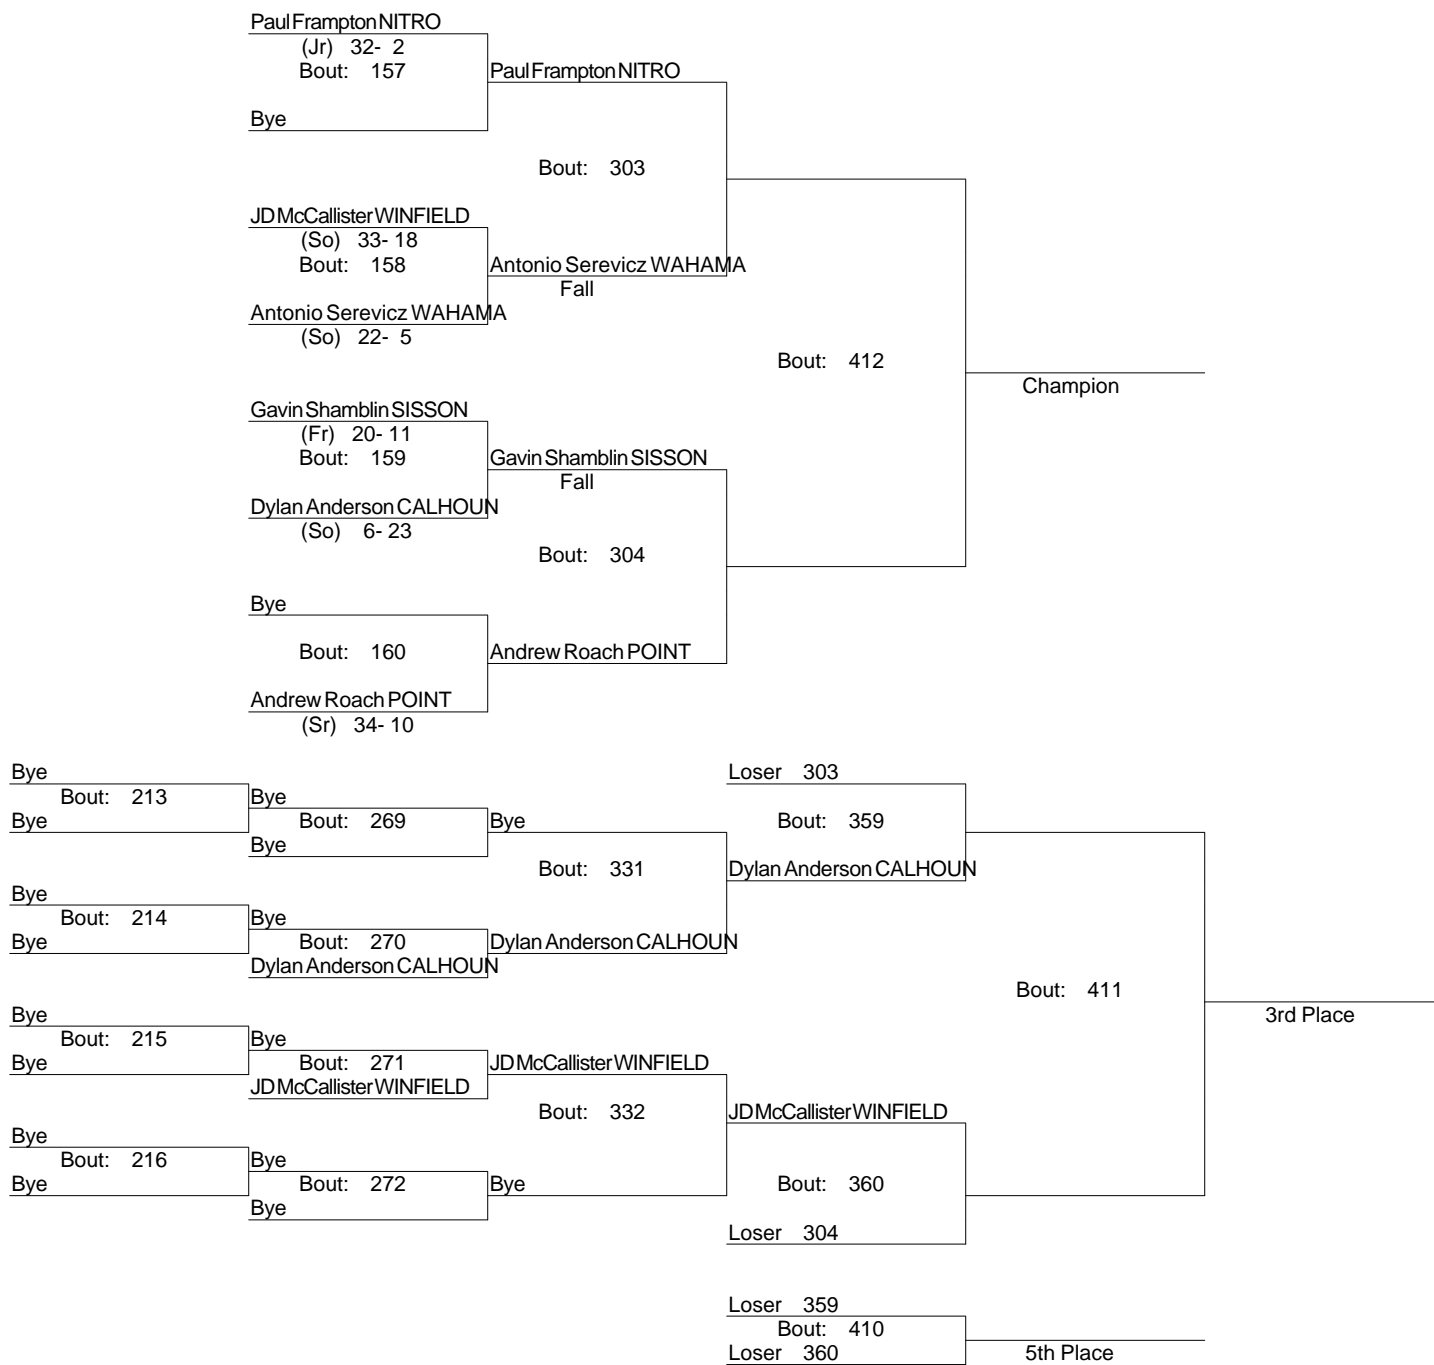 Paul Frampton NITRO
(Jr) 32- 2
Bout: 157
Paul Frampton NITRO
Bye
Bout: 303
JD McCallister WINFIELD
(So) 33- 18
Bout: 158
Antonio Serevicz WAHAMA
Fall
Antonio Serevicz WAHAMA
(So) 22- 5
Bout: 412
Champion
Gavin Shamblin SISSON
(Fr) 20- 11
Bout: 159
Gavin Shamblin SISSON
Fall
Dylan Anderson CALHOUN
(So) 6- 23
Bout: 304
Bye
Bout: 160
Andrew Roach POINT
Andrew Roach POINT
(Sr) 34- 10
Bye
Loser 303
Bout: 213
Bye
Bye
Bout: 269
Bye
Bout: 359
Bye
Bout: 331
Dylan Anderson CALHOUN
Bye
Bout: 214
Bye
Bye
Bout: 270
Dylan Anderson CALHOUN
Dylan Anderson CALHOUN
Bout: 411
3rd Place
Bye
Bout: 215
Bye
Bye
Bout: 271
JD McCallister WINFIELD
JD McCallister WINFIELD
Bout: 332
JD McCallister WINFIELD
Bye
Bout: 216
Bye
Bye
Bout: 272
Bye
Bout: 360
Bye
Loser 304
Loser 359
Bout: 410
Loser 360
5th Place